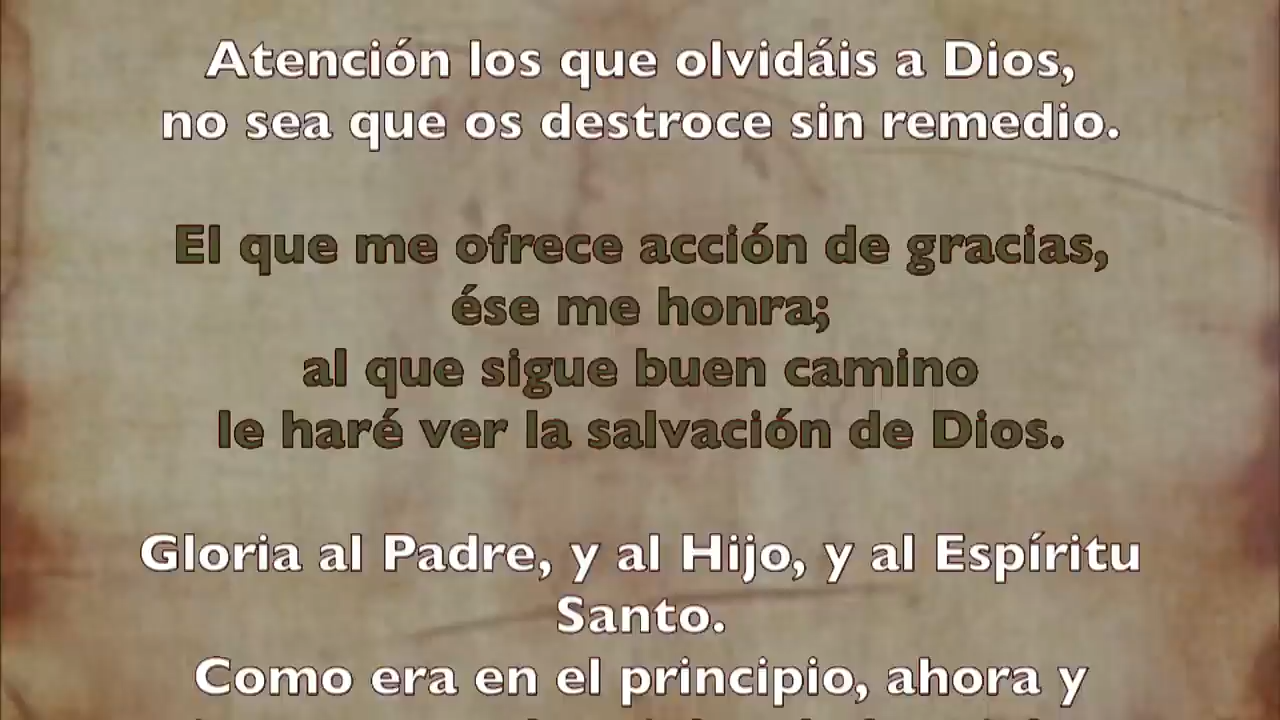 Atención los que olvidáis a Dios,
no sea que os destroce sin remedio.
El que me ofrece acción de gracias,
ése me honra;
al que sigue buen camino
le haré ver la salvación de Dios.
Gloria al Padre, y al Hijo, y al Espíritu
Santo.
Como era en el principio, ahora y